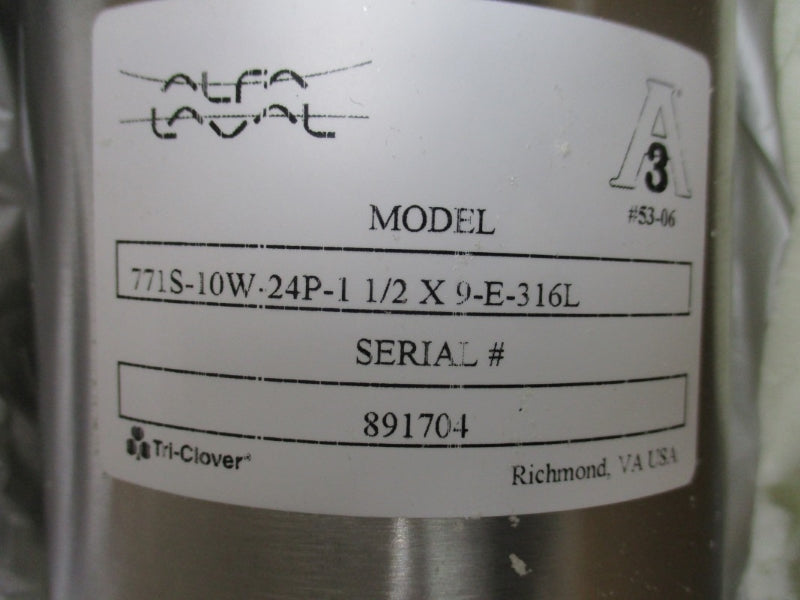 ALFA
LAVAL
A
3
#53-06
MODEL
771S-10W-24P-1 1/2 X 9-E-316L
SERIAL #
891704
Tri-Clover®
Richmond, VA USA